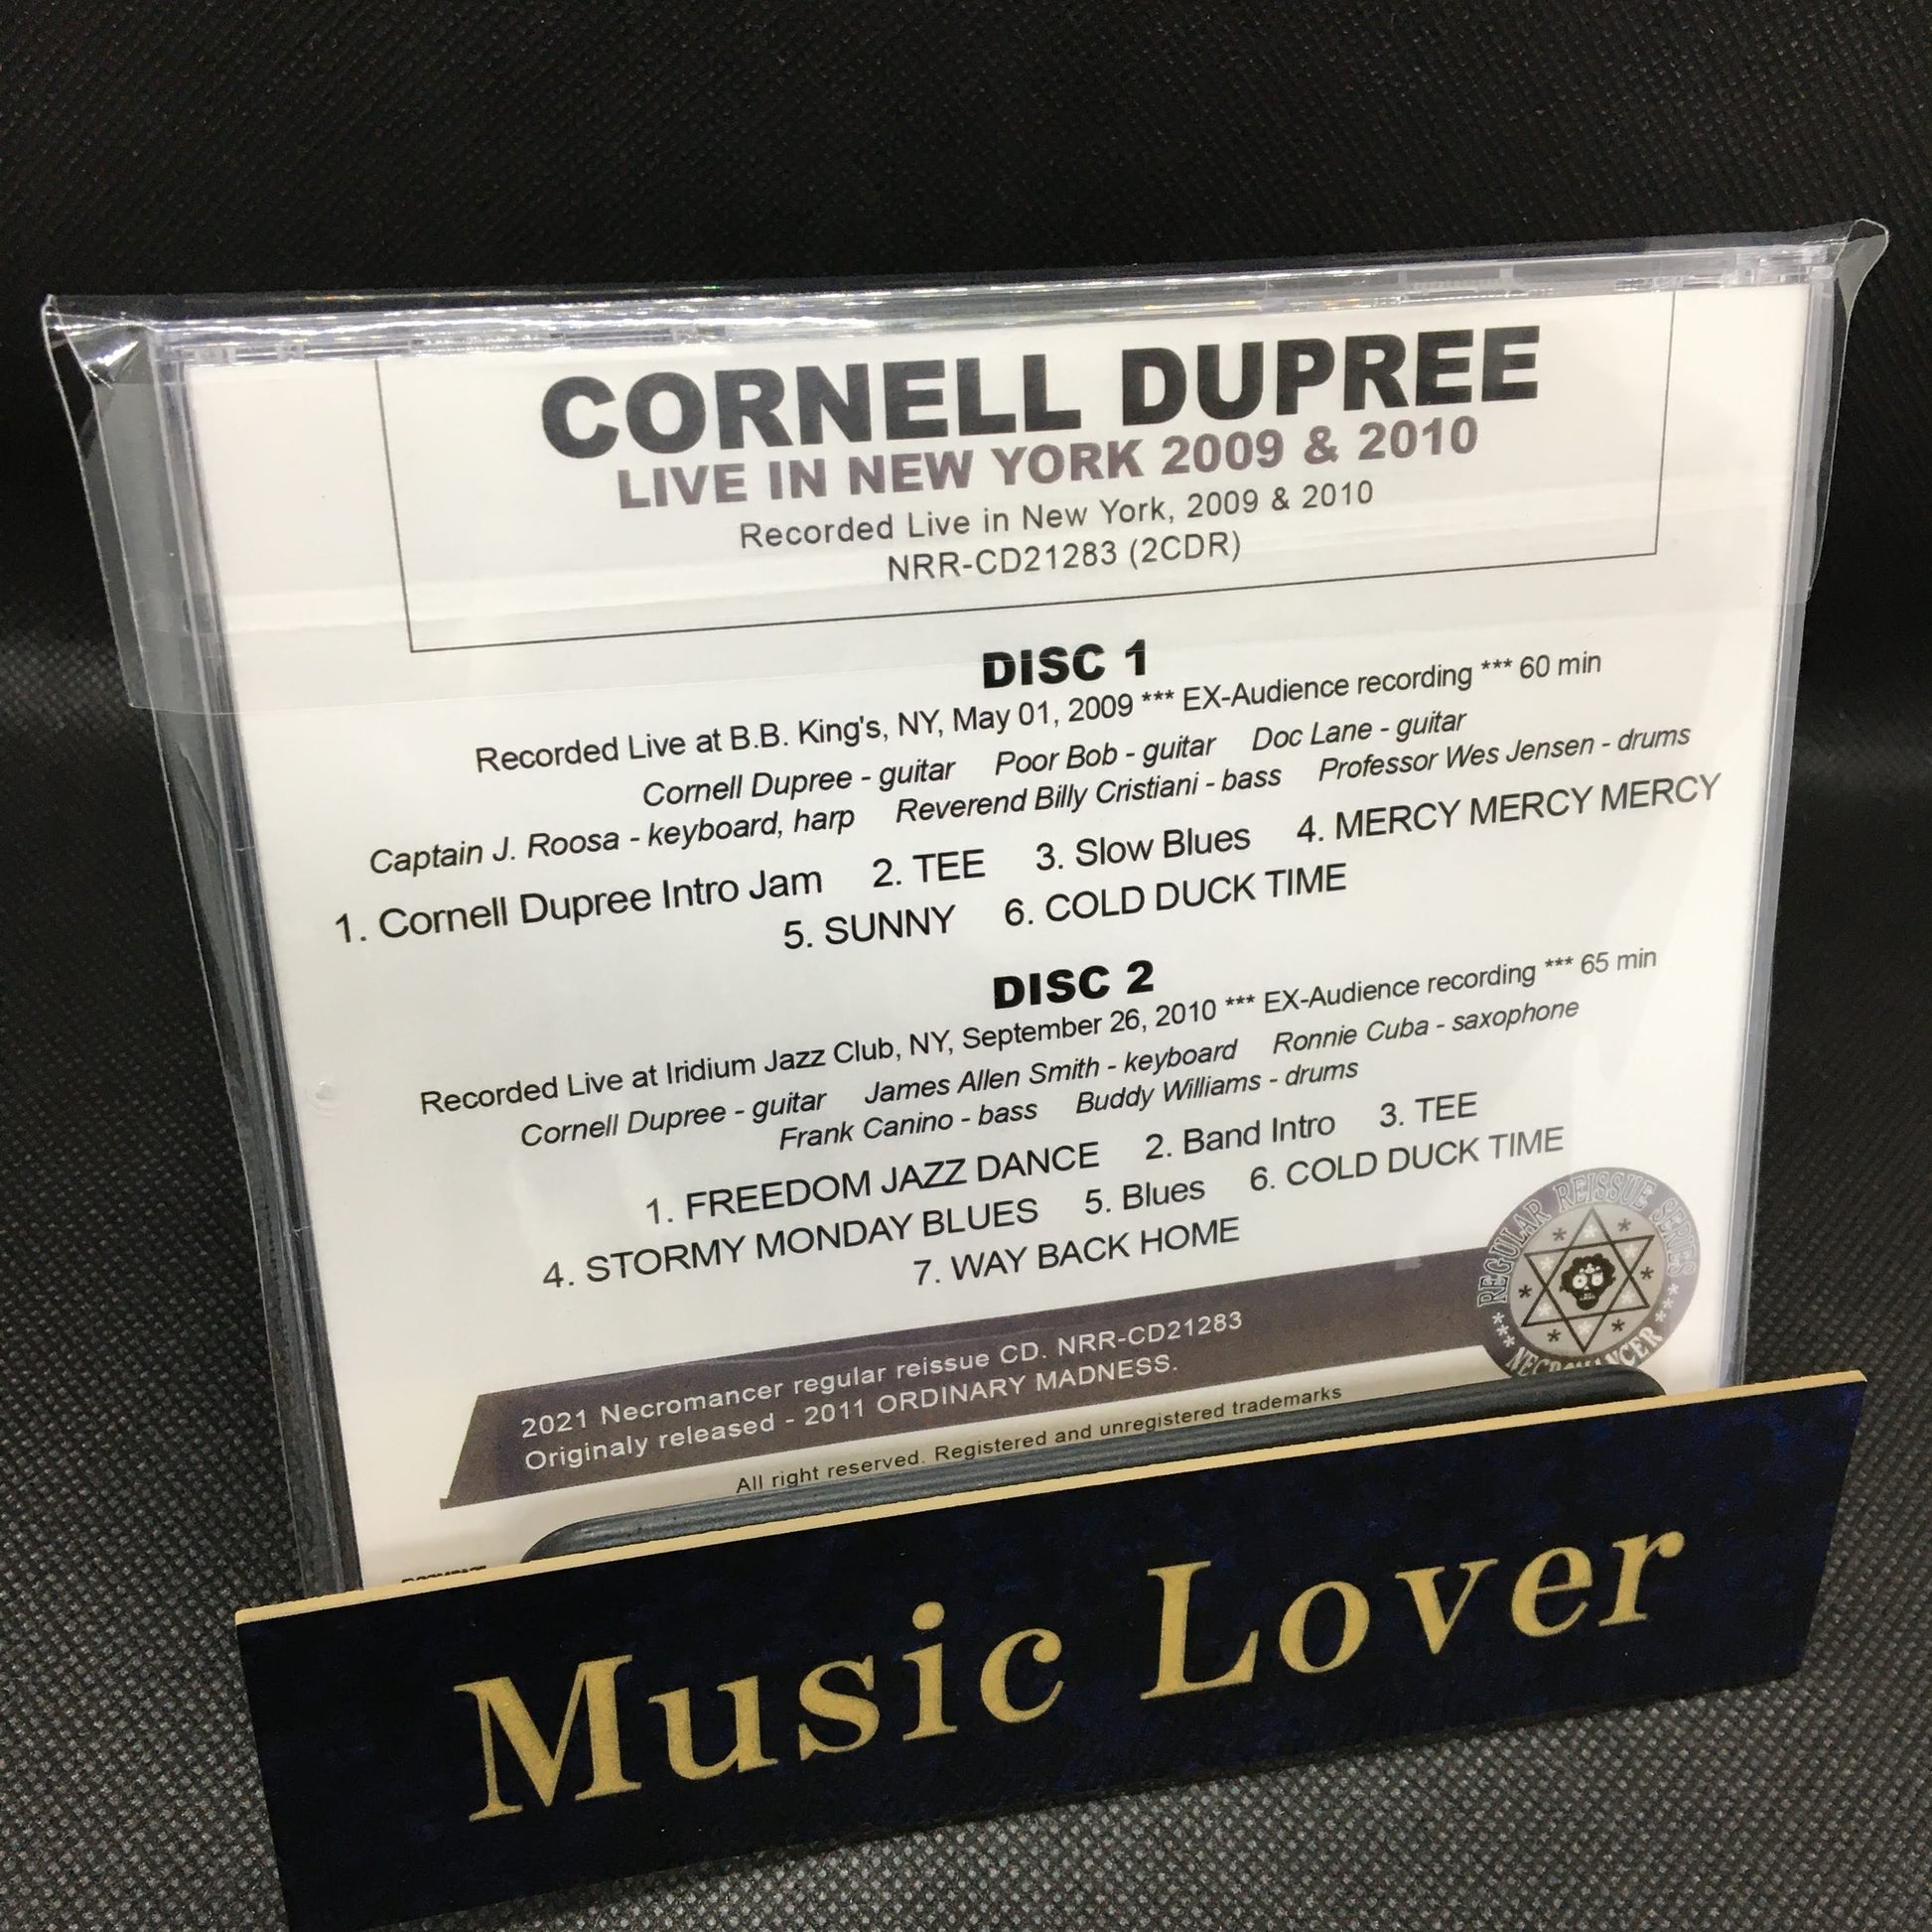 CORNELL DUPREE
LIVE IN NEW YORK 2009 & 2010
Recorded Live in New York, 2009 & 2010
NRR-CD21283 (2CDR)
DISC 1
Recorded Live at B.B. King's, NY, May 01, 2009 *** EX-Audience recording *** 60 min
Cornell Dupree - guitar Poor Bob - guitar Doc Lane - guitar
Captain J. Roosa - keyboard, harp Reverend Billy Cristiani - bass Professor Wes Jensen - drums
1. Cornell Dupree Intro Jam 2. TEE 3. Slow Blues 4. MERCY MERCY MERCY
5. SUNNY 6. COLD DUCK TIME
DISC 2
Recorded Live at Iridium Jazz Club, NY, September 26, 2010 *** EX-Audience recording *** 65 min
Cornell Dupree - guitar James Allen Smith - keyboard Ronnie Cuba - saxophone
Frank Canino - bass Buddy Williams - drums
1. FREEDOM JAZZ DANCE 2. Band Intro 3. TEE
4. STORMY MONDAY BLUES 5. Blues 6. COLD DUCK TIME
7. WAY BACK HOME
REGULAR REISSUE SERIES
*** NECROMANCER ***
2021 Necromancer regular reissue CD. NRR-CD21283
Originaly released - 2011 ORDINARY MADNESS.
All right reserved. Registered and unregistered trademarks
Music Lover